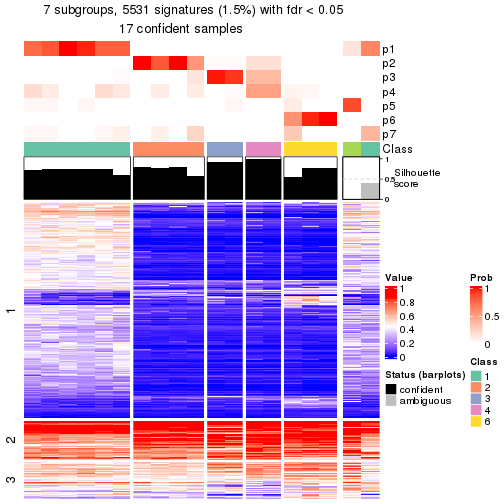 7 subgroups, 5531 signatures (1.5%) with fdr < 0.05
17 confident samples
p1
p2
p3
p4
p5
p6
p7
Class
1
0.5
0
Silhouette
score
1
2
3
Value
1
0.8
0.6
0.4
0.2
0
Prob
1
0.5
0
Status (barplots)
confident
ambiguous
Class
1
2
3
4
6